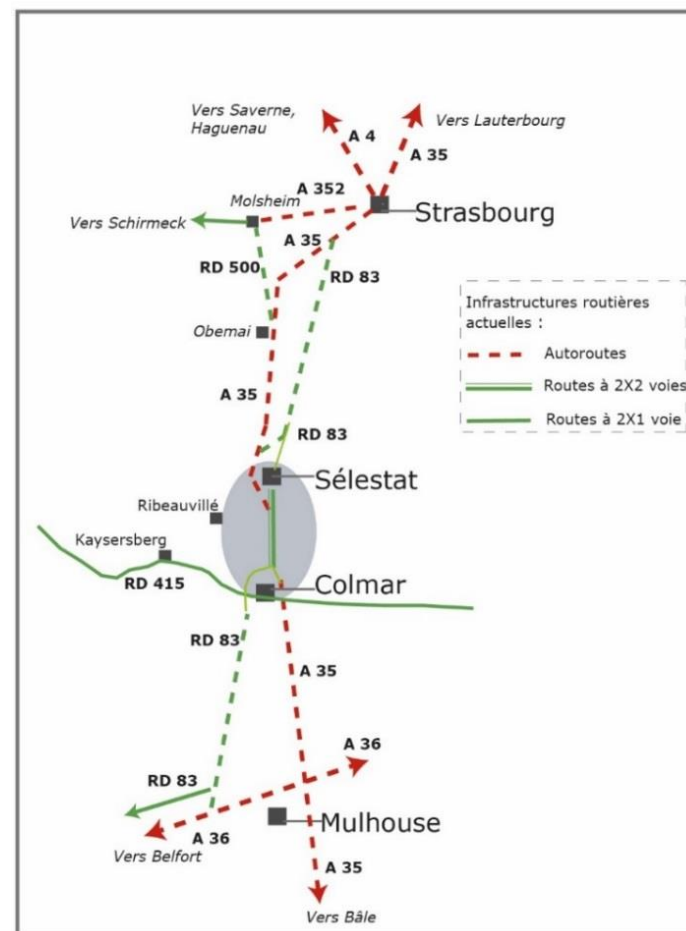 Vers Saverne,
Haguenau
A 4
Vers Lauterbourg
A 35
A 352
Molsheim
Strasbourg
Vers Schirmeck
A 35
RD 500
RD 83
Infrastructures routières
actuelles :
Autoroutes
Routes à 2X2 voies
Routes à 2X1 voie
Obernai
A 35
RD 83
Sélestat
Ribeauvillé
Kaysersberg
RD 415
Colmar
RD 83
A 35
A 36
RD 83
Mulhouse
A 36
Vers Belfort
A 35
Vers Bâle